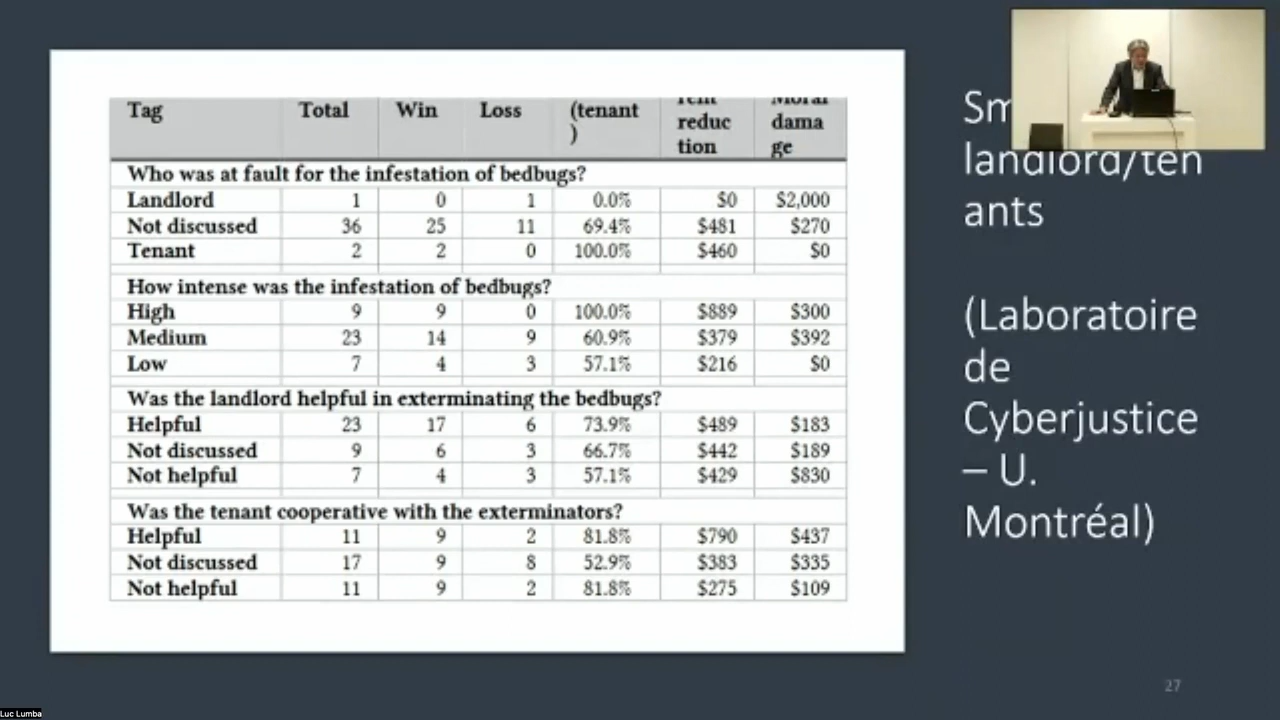 Tag Total Win Loss (tenant reduc dama
) tion ge
Who was at fault for the infestation of bedbugs?
Landlord 1 0 1 0.0% $0 $2,000
Not discussed 36 25 11 69.4% $481 $270
Tenant 2 2 0 100.0% $460 $0
How intense was the infestation of bedbugs?
High 9 9 0 100.0% $889 $300
Medium 23 14 9 60.9% $379 $392
Low 7 4 3 57.1% $216 $0
Was the landlord helpful in exterminating the bedbugs?
Helpful 23 17 6 73.9% $489 $183
Not discussed 9 6 3 66.7% $442 $189
Not helpful 7 4 3 57.1% $429 $830
Was the tenant cooperative with the exterminators?
Helpful 11 9 2 81.8% $790 $437
Not discussed 17 9 8 52.9% $383 $335
Not helpful 11 9 2 81.8% $275 $109
landlord/ten
ants
(Laboratoire
de
Cyberjustice
– U.
Montréal)
27
Luc Lumba